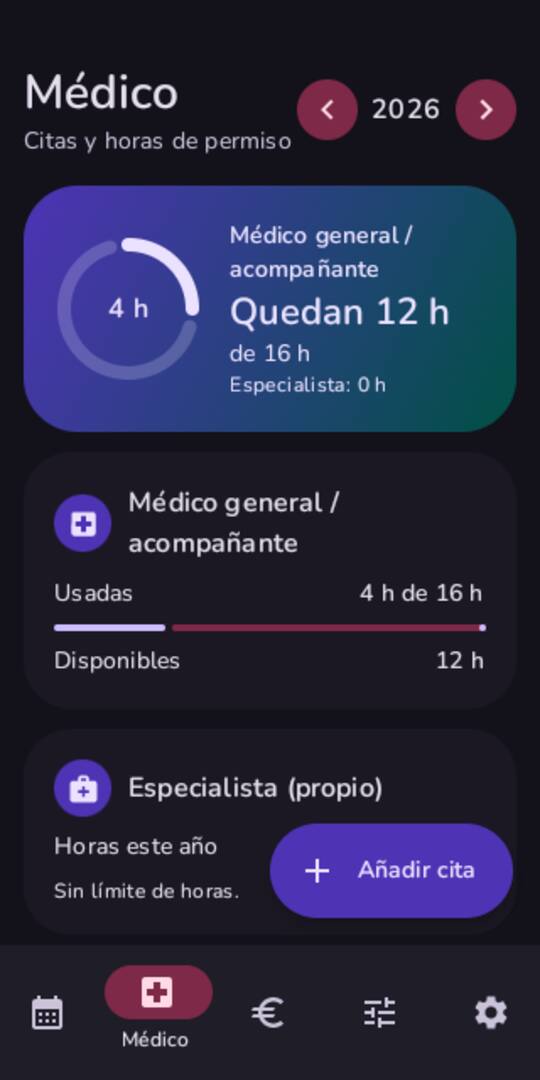 Médico
Citas y horas de permiso
2026
4 h
Médico general /
acompañante
Quedan 12 h
de 16 h
Especialista: 0 h
Médico general /
acompañante
Usadas 4 h de 16 h
Disponibles 12 h
Especialista (propio)
Horas este año
Sin límite de horas.
Añadir cita
Médico